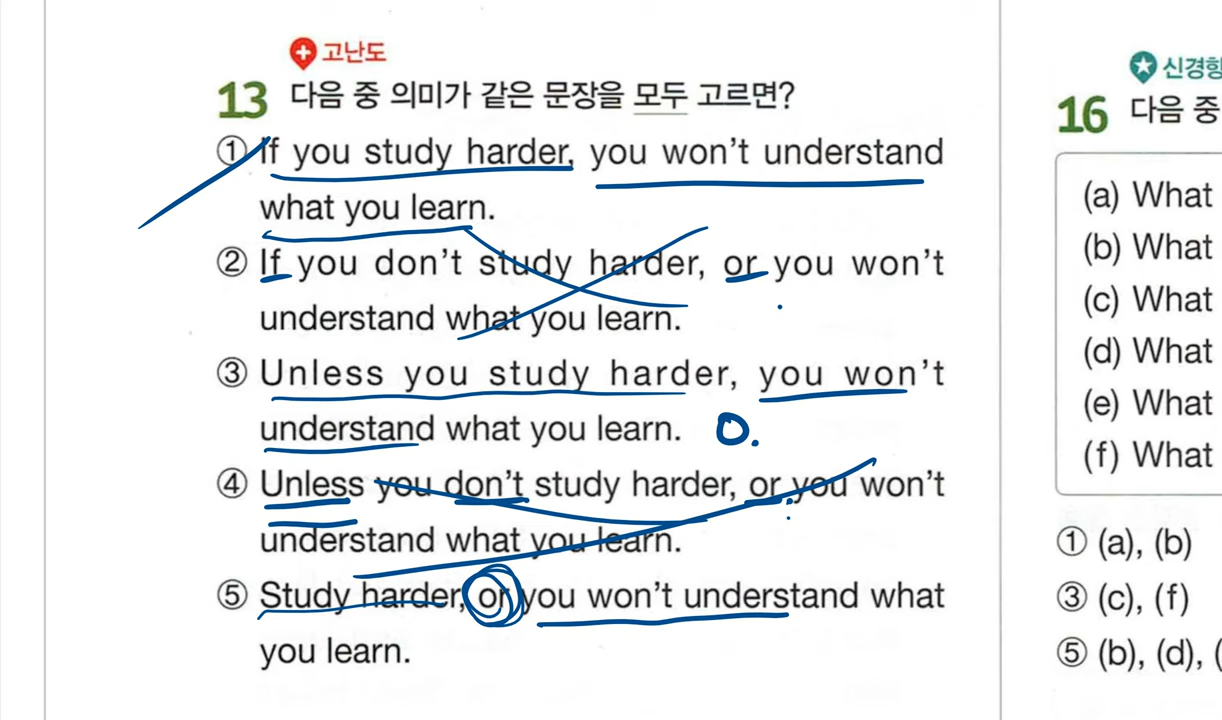 고난도
13 다음 중 의미가 같은 문장을 모두 고르면?
① If you study harder, you won't understand
what you learn.
② If you don't study harder, or you won't
understand what you learn.
③ Unless you study harder, you won't
understand what you learn.
④ Unless you don't study harder, or you won't
understand what you learn.
⑤ Study harder, or you won't understand what
you learn.
신경향
16 다음 중
(a) What
(b) What
(c) What
(d) What
(e) What
(f) What
① (a), (b)
③ (c), (f)
⑤ (b), (d), (